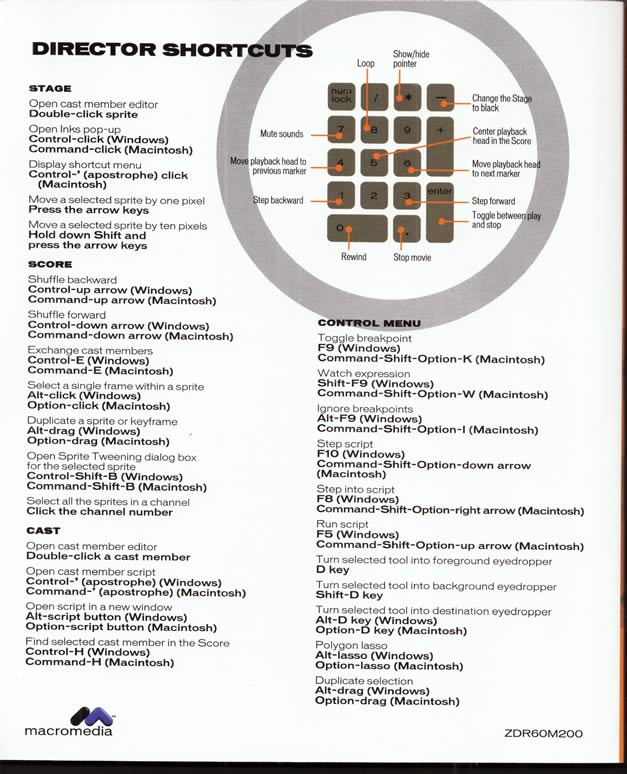 DIRECTOR SHORTCUTS
STAGE
Open cast member editor
Double-click sprite
Open Inks pop-up
Control-click (Windows)
Command-click (Macintosh)
Display shortcut menu
Control-' (apostrophe) click
(Macintosh)
Move a selected sprite by one pixel
Press the arrow keys
Move a selected sprite by ten pixels
Hold down Shift and
press the arrow keys
SCORE
Shuffle backward
Control-up arrow (Windows)
Command-up arrow (Macintosh)
Shuffle forward
Control-down arrow (Windows)
Command-down arrow (Macintosh)
Exchange cast members
Control-E (Windows)
Command-E (Macintosh)
Select a single frame within a sprite
Alt-click (Windows)
Option-click (Macintosh)
Duplicate a sprite or keyframe
Alt-drag (Windows)
Option-drag (Macintosh)
Open Sprite Tweening dialog box
for the selected sprite
Control-Shift-B (Windows)
Command-Shift-B (Macintosh)
Select all the sprites in a channel
Click the channel number
CAST
Open cast member editor
Double-click a cast member
Open cast member script
Control-' (apostrophe) (Windows)
Command-' (apostrophe) (Macintosh)
Open script in a new window
Alt-script button (Windows)
Option-script button (Macintosh)
Find selected cast member in the Score
Control-H (Windows)
Command-H (Macintosh)
macromedia™
Show/hide
pointer
Loop
num
lock
/
*
–
Change the Stage
to black
Mute sounds
7
8
9
+
Center playback
head in the Score
Move playback head to
previous marker
4
5
6
Move playback head
to next marker
Step backward
1
2
3
enter
Step forward
Toggle between play
and stop
0
.
Rewind
Stop movie
CONTROL MENU
Toggle breakpoint
F9 (Windows)
Command-Shift-Option-K (Macintosh)
Watch expression
Shift-F9 (Windows)
Command-Shift-Option-W (Macintosh)
Ignore breakpoints
Alt-F9 (Windows)
Command-Shift-Option-I (Macintosh)
Step script
F10 (Windows)
Command-Shift-Option-down arrow
(Macintosh)
Step into script
F8 (Windows)
Command-Shift-Option-right arrow (Macintosh)
Run script
F5 (Windows)
Command-Shift-Option-up arrow (Macintosh)
Turn selected tool into foreground eyedropper
D key
Turn selected tool into background eyedropper
Shift-D key
Turn selected tool into destination eyedropper
Alt-D key (Windows)
Option-D key (Macintosh)
Polygon lasso
Alt-lasso (Windows)
Option-lasso (Macintosh)
Duplicate selection
Alt-drag (Windows)
Option-drag (Macintosh)
ZDR60M200